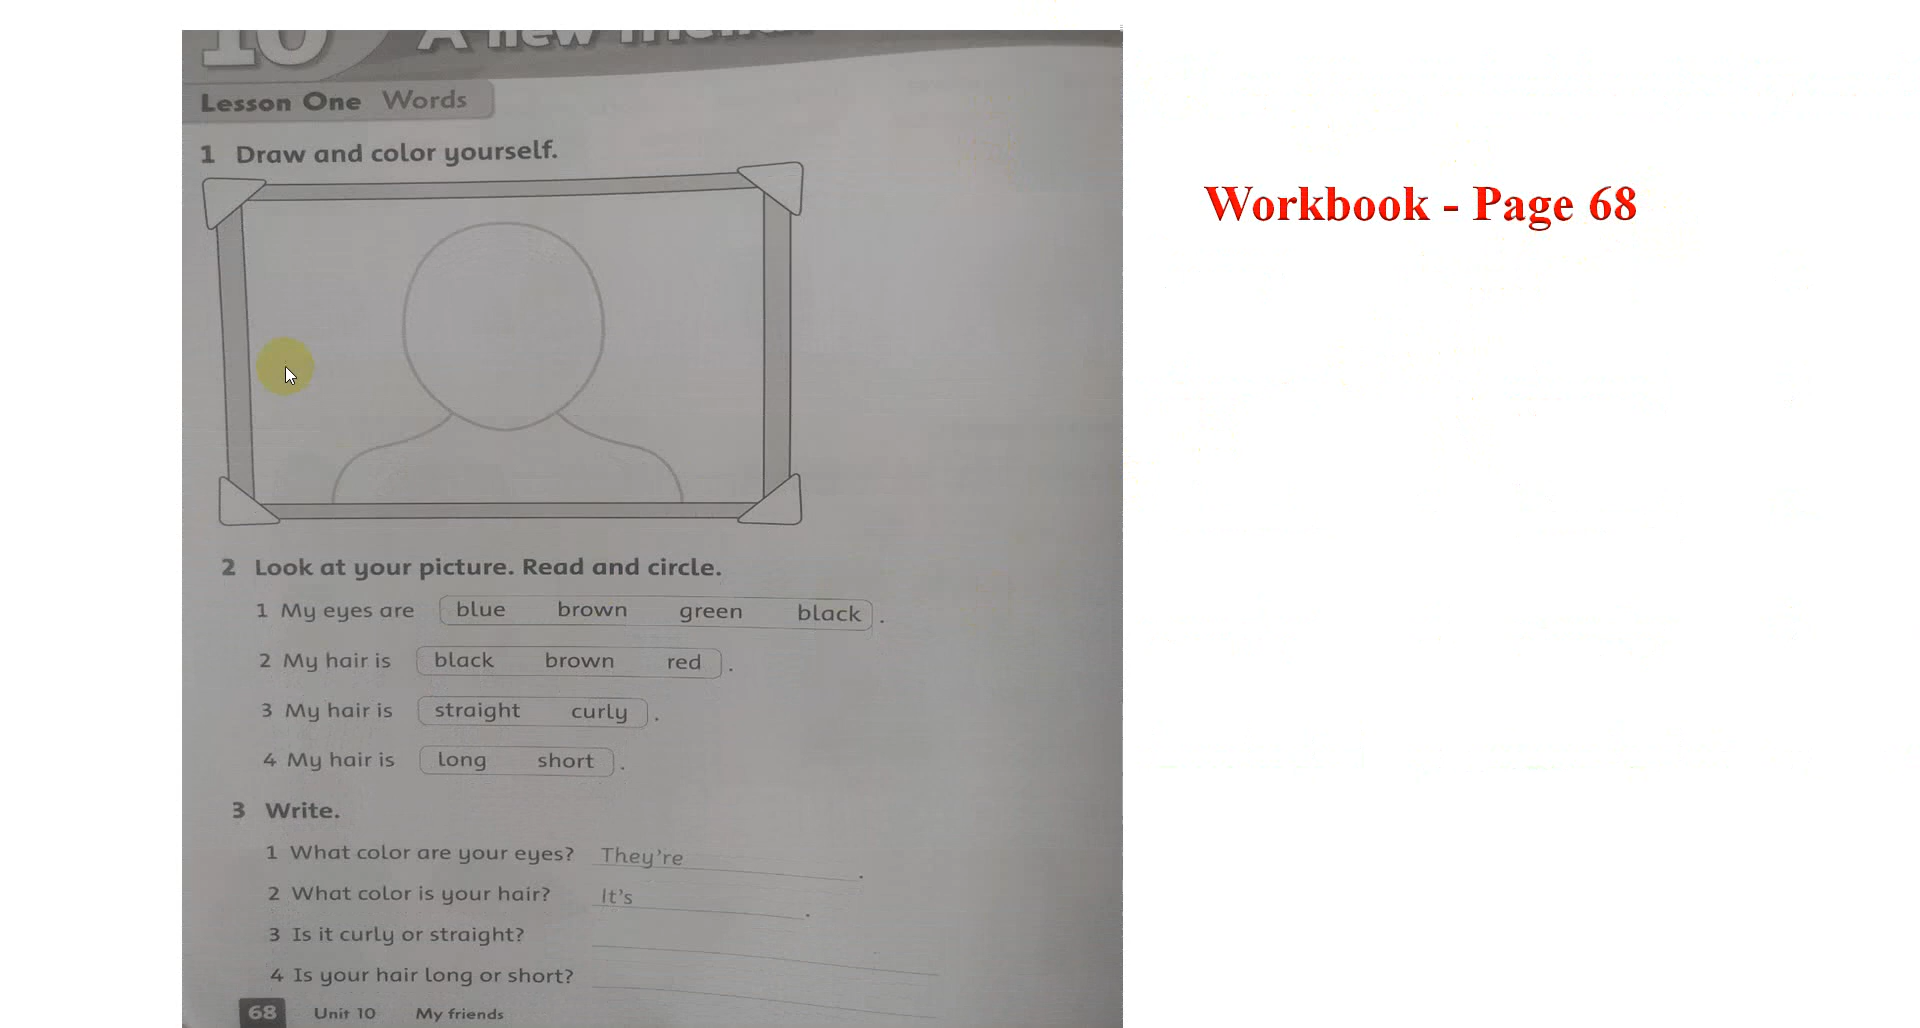 10 A new friend
Lesson One Words
1 Draw and color yourself.
2 Look at your picture. Read and circle.
1 My eyes are blue brown green black .
2 My hair is black brown red .
3 My hair is straight curly .
4 My hair is long short .
3 Write.
1 What color are your eyes? They're .
2 What color is your hair? It's .
3 Is it curly or straight?
4 Is your hair long or short?
68 Unit 10 My friends
Workbook - Page 68